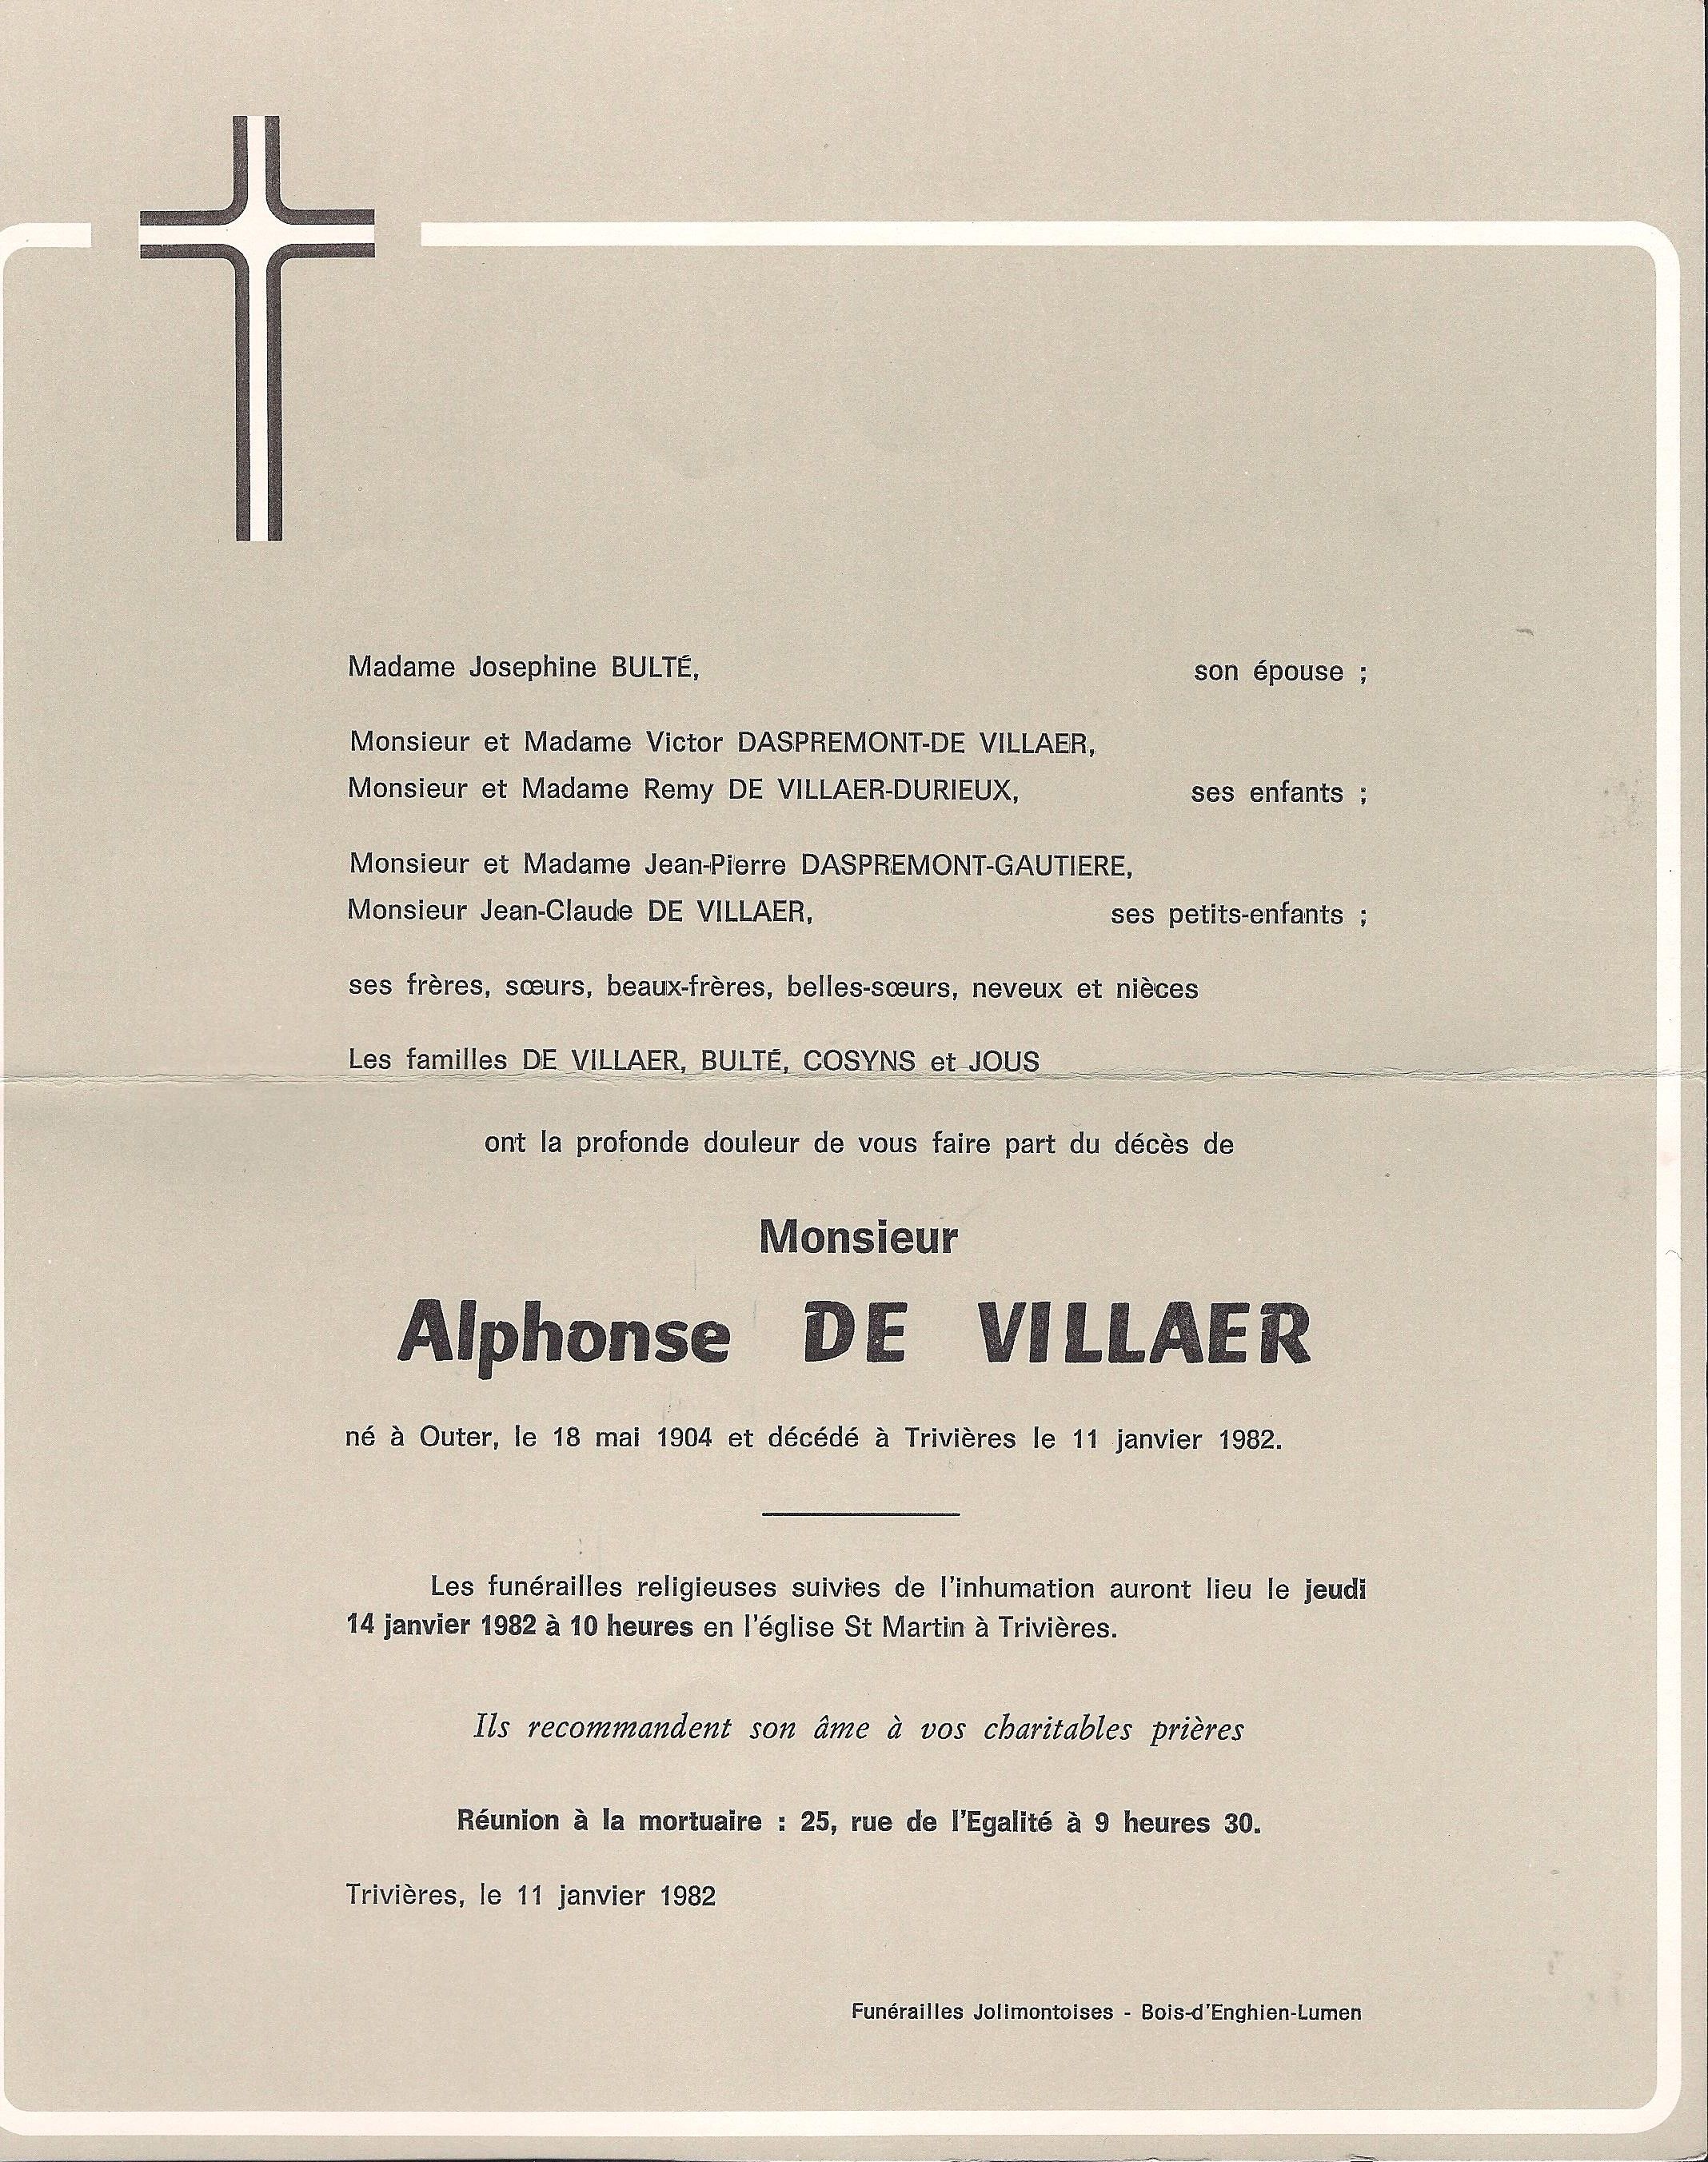 Madame Josephine BULTÉ, son épouse ;
Monsieur et Madame Victor DASPREMONT-DE VILLAER,
Monsieur et Madame Remy DE VILLAER-DURIEUX, ses enfants ;
Monsieur et Madame Jean-Pierre DASPREMONT-GAUTIERE,
Monsieur Jean-Claude DE VILLAER, ses petits-enfants ;
ses frères, sœurs, beaux-frères, belles-sœurs, neveux et nièces
Les familles DE VILLAER, BULTÉ, COSYNS et JOUS
ont la profonde douleur de vous faire part du décès de
Monsieur
Alphonse DE VILLAER
né à Outer, le 18 mai 1904 et décédé à Trivières le 11 janvier 1982.
Les funérailles religieuses suivies de l'inhumation auront lieu le jeudi
14 janvier 1982 à 10 heures en l'église St Martin à Trivières.
Ils recommandent son âme à vos charitables prières
Réunion à la mortuaire : 25, rue de l'Egalité à 9 heures 30.
Trivières, le 11 janvier 1982
Funérailles Jolimontoises - Bois-d'Enghien-Lumen